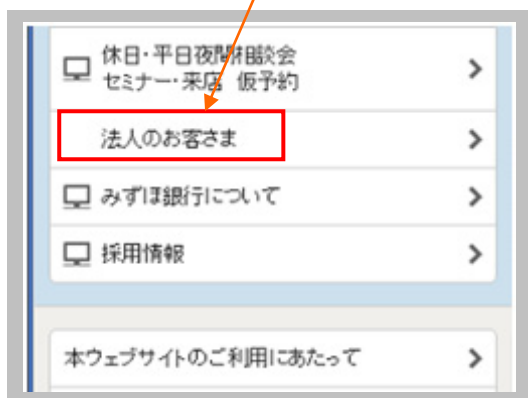 休日・平日夜間相談会
セミナー・来店 仮予約
法人のお客さま
みずほ銀行について
採用情報
本ウェブサイトのご利用にあたって